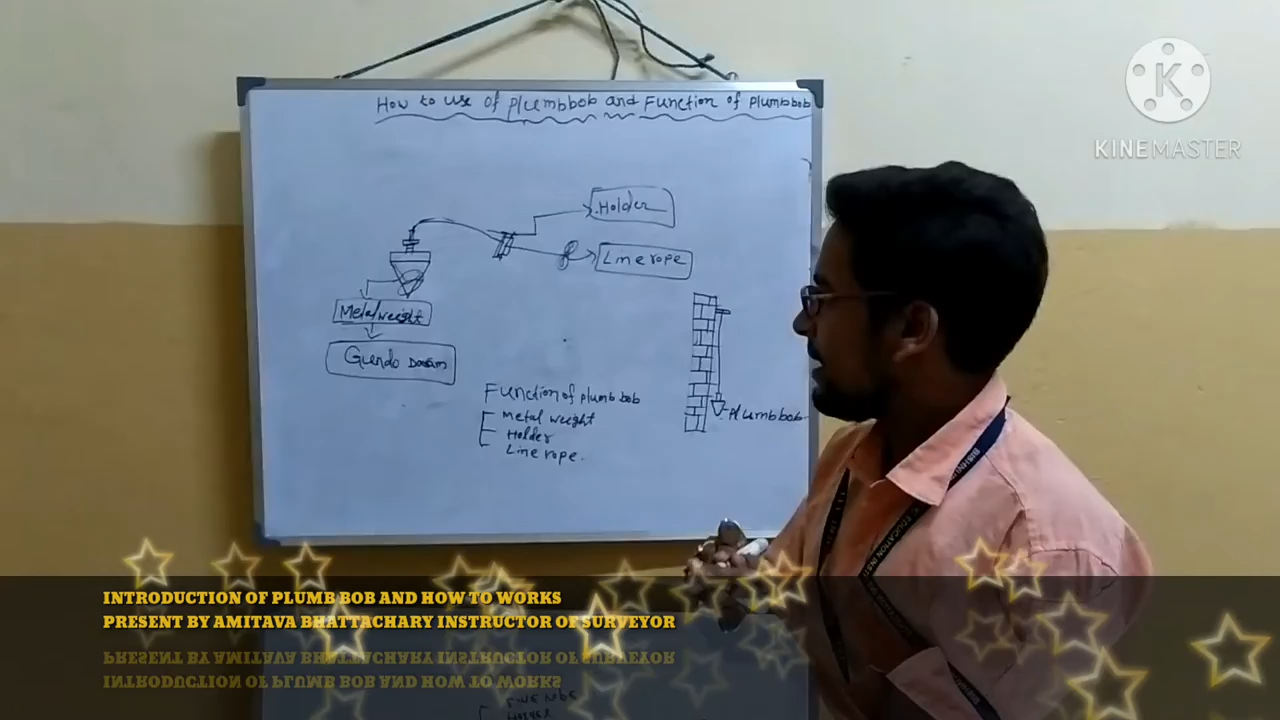 How to use of plumbbob and Function of plumbbob
KINEMASTER
Holder
Line rope
Metal weight
Function of plumb bob
Metal weight
Holder
Line rope.
Plumbbob
INTRODUCTION OF PLUMB BOB AND HOW TO WORKS
PRESENT BY AMITAVA BHATTACHARY INSTRUCTOR OF SURVEYOR